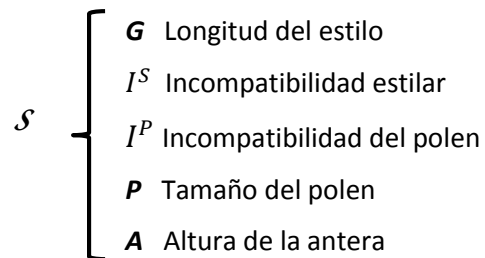 G Longitud del estilo
I^S Incompatibilidad estilar
S
I^P Incompatibilidad del polen
P Tamaño del polen
A Altura de la antera